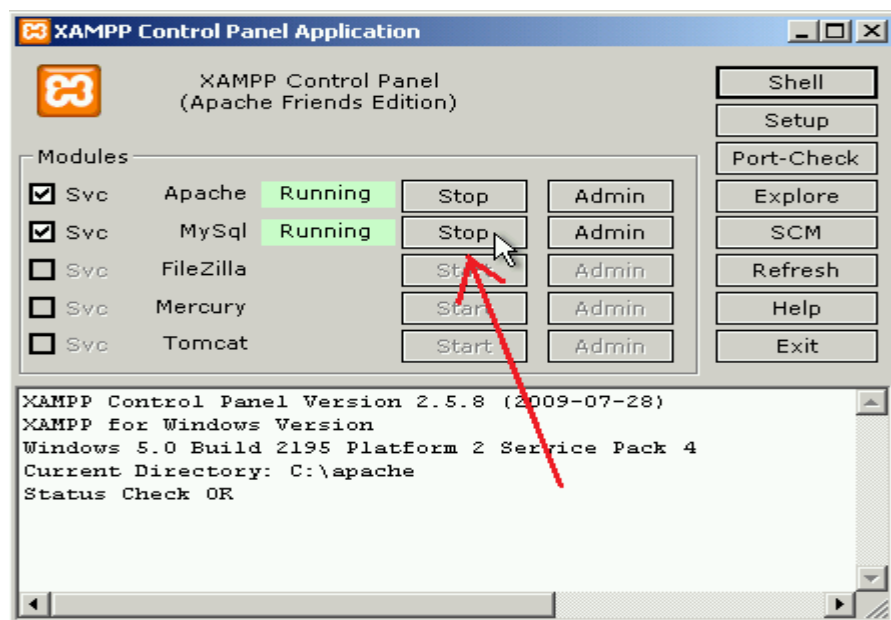 XAMPP Control Panel Application
XAMPP Control Panel
(Apache Friends Edition)
Shell
Setup
Port-Check
Explore
SCM
Refresh
Help
Exit
Modules
Svc Apache Running Stop Admin
Svc MySql Running Stop Admin
Svc FileZilla Start Admin
Svc Mercury Start Admin
Svc Tomcat Start Admin
XAMPP Control Panel Version 2.5.8 (2009-07-28)
XAMPP for Windows Version
Windows 5.0 Build 2195 Platform 2 Service Pack 4
Current Directory: C:\apache
Status Check OR